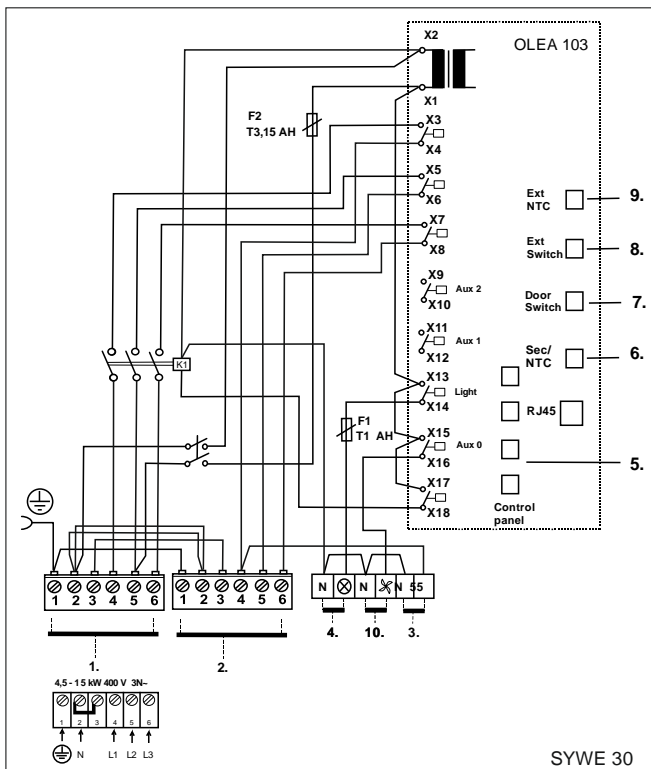 X2
OLEA 103
X1
F2
T3,15 AH
X3
X4
X5
X6
X7
X8
X9
Aux 2
X10
X11
Aux 1
X12
X13
Light
X14
X15
Aux 0
X16
X17
X18
Ext
NTC
9.
Ext
Switch
8.
Door
Switch
7.
Sec/
NTC
6.
RJ45
5.
Control
panel
K1
F1
T1 AH
1 2 3 4 5 6
1 2 3 4 5 6
N N N 55
4. 10. 3.
1. 2.
4,5 - 15 kW 400 V 3N~
1 2 3 4 5 6
N L1 L2 L3
SYWE 30